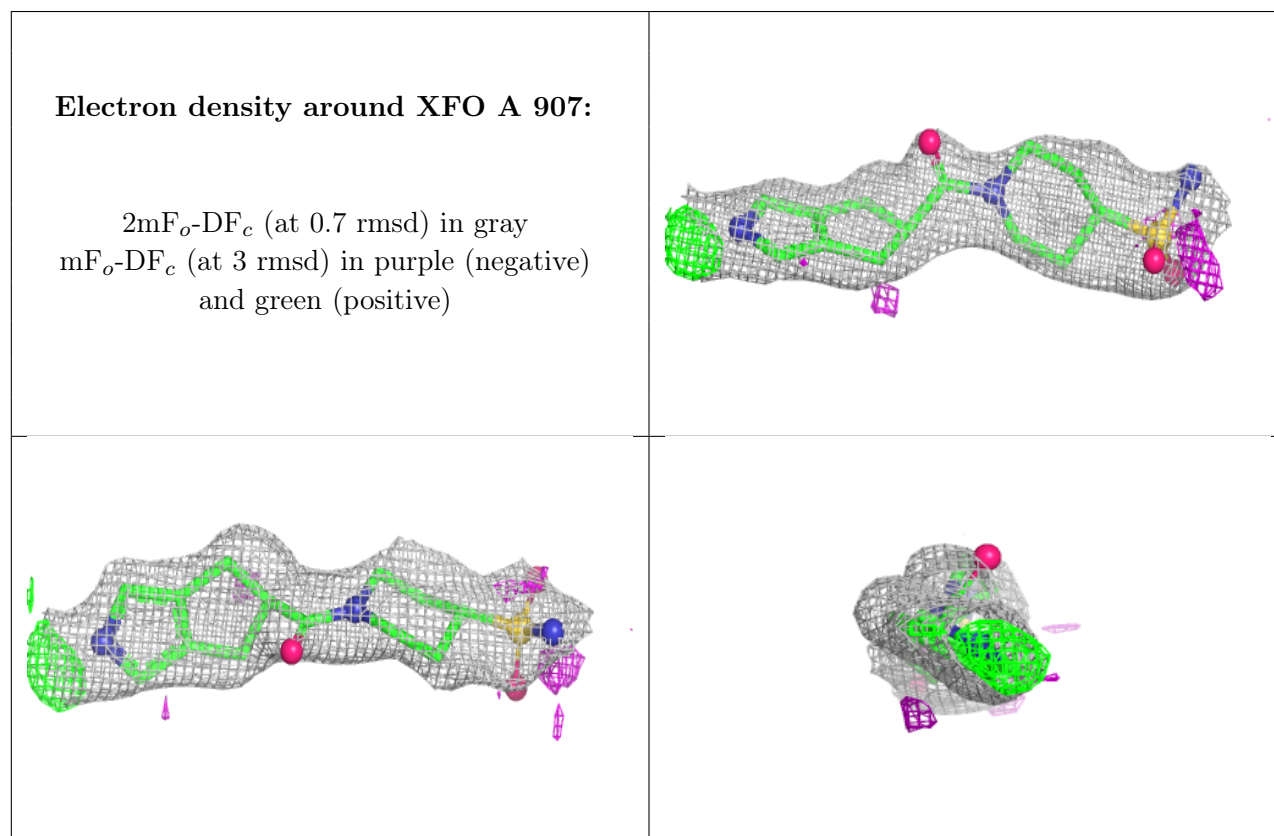 Electron density around XFO A 907:
2mFo-DFc (at 0.7 rmsd) in gray
mFo-DFc (at 3 rmsd) in purple (negative)
and green (positive)